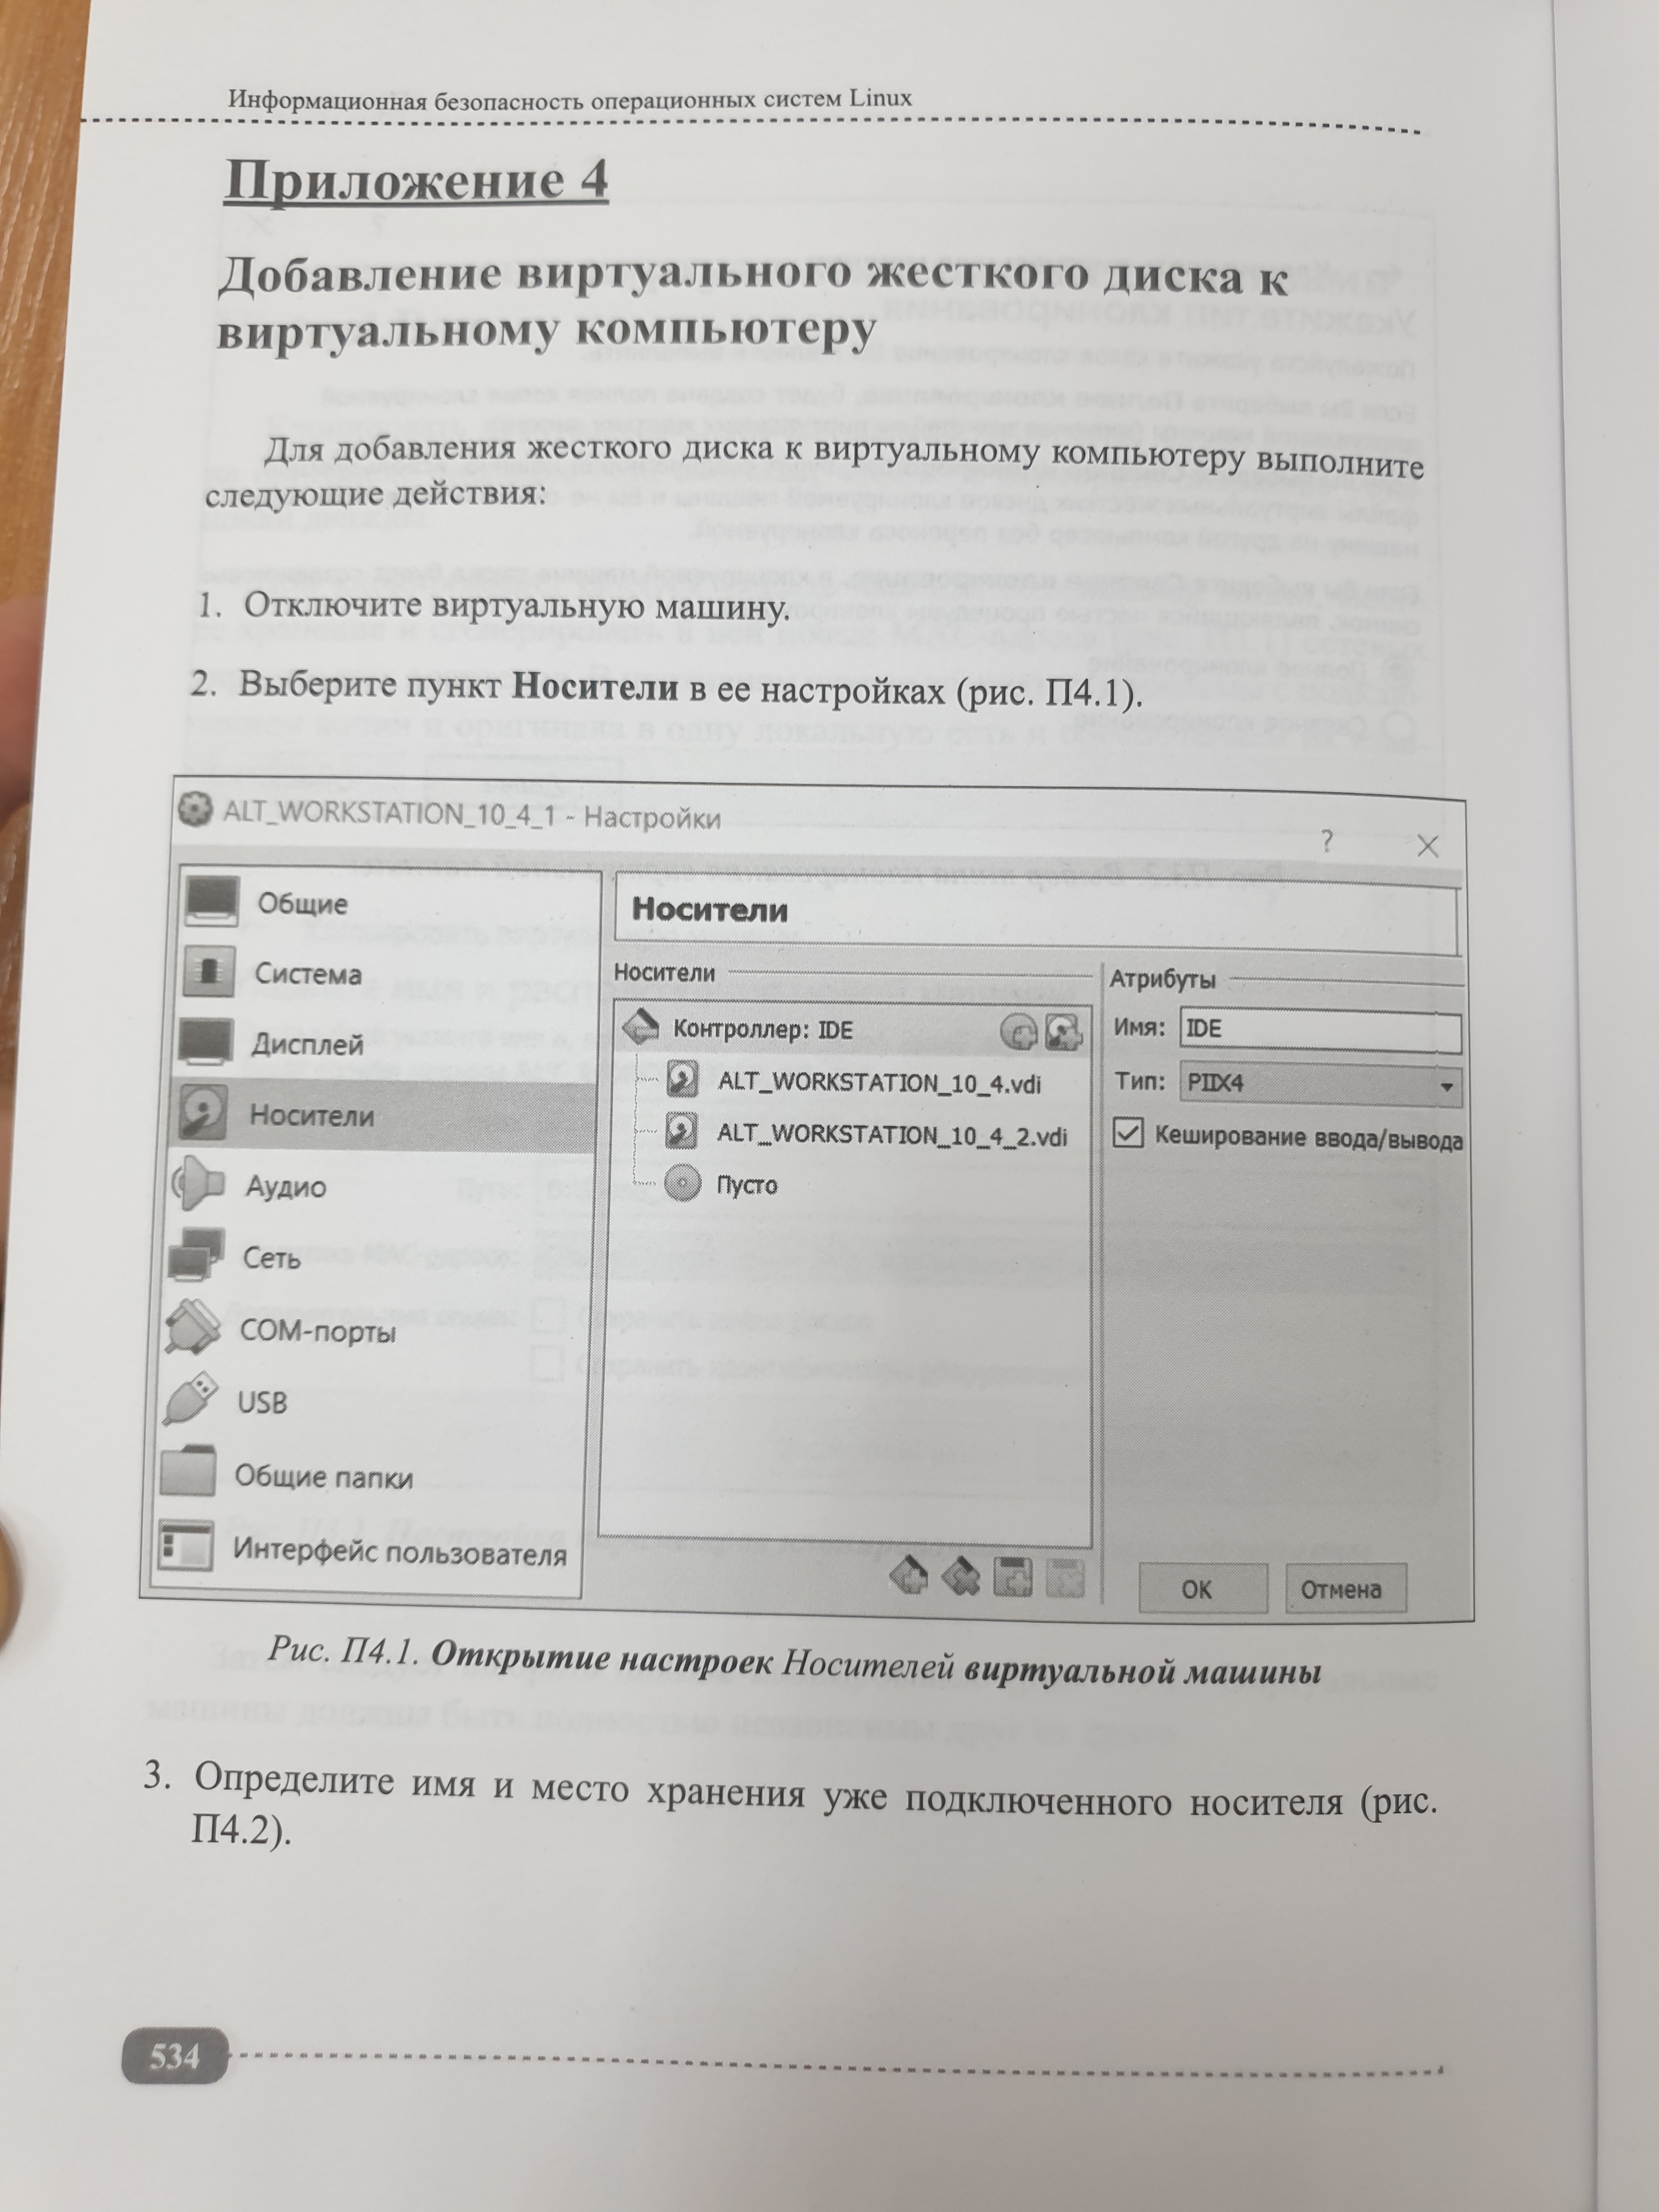 Информационная безопасность операционных систем Linux
Приложение 4
Добавление виртуального жесткого диска к
виртуальному компьютеру
Для добавления жесткого диска к виртуальному компьютеру выполните
следующие действия:
1. Отключите виртуальную машину.
2. Выберите пункт Носители в ее настройках (рис. П4.1).
ALT_WORKSTATION_10_4_1 - Настройки
? ×
Общие
Система
Дисплей
Носители
Аудио
Сеть
COM-порты
USB
Общие папки
Интерфейс пользователя
Носители
Носители
Контроллер: IDE
ALT_WORKSTATION_10_4.vdi
ALT_WORKSTATION_10_4_2.vdi
Пусто
Атрибуты
Имя: IDE
Тип: PIIX4
Кеширование ввода/вывода
OK
Отмена
Рис. П4.1. Открытие настроек Носителей виртуальной машины
3. Определите имя и место хранения уже подключенного носителя (рис.
П4.2).
534